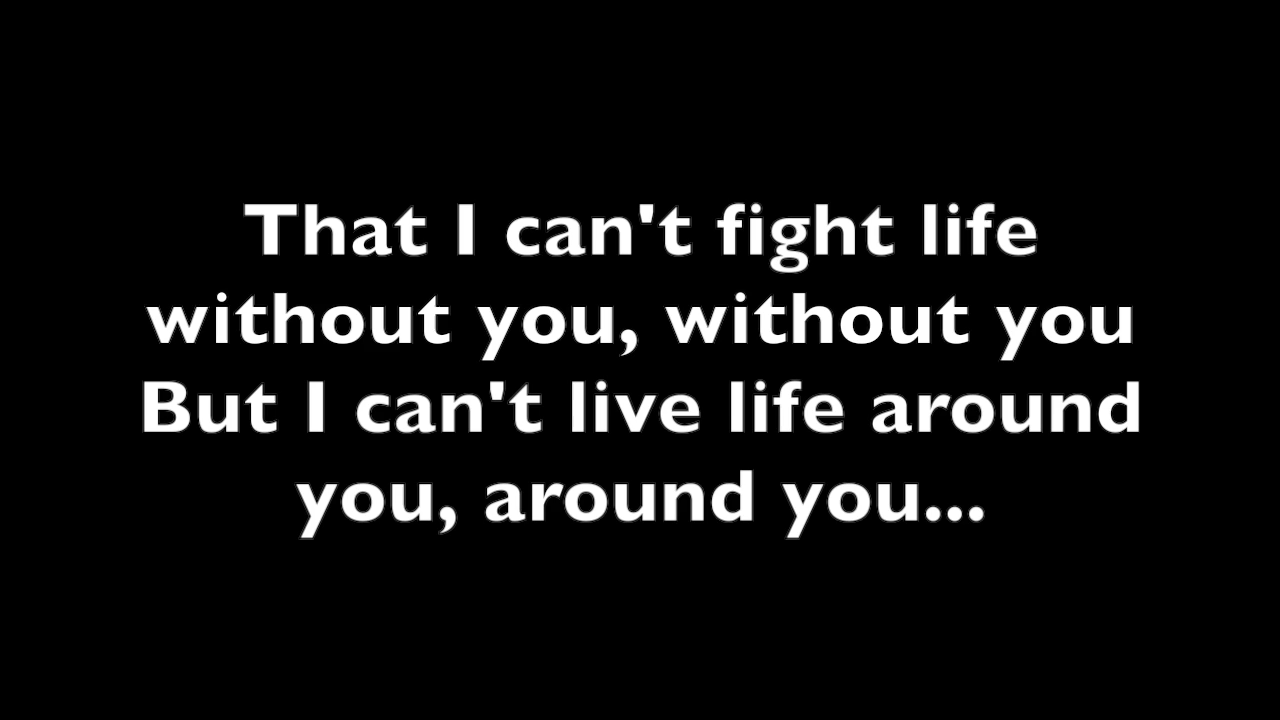 That I can't fight life
without you, without you
But I can't live life around
you, around you...